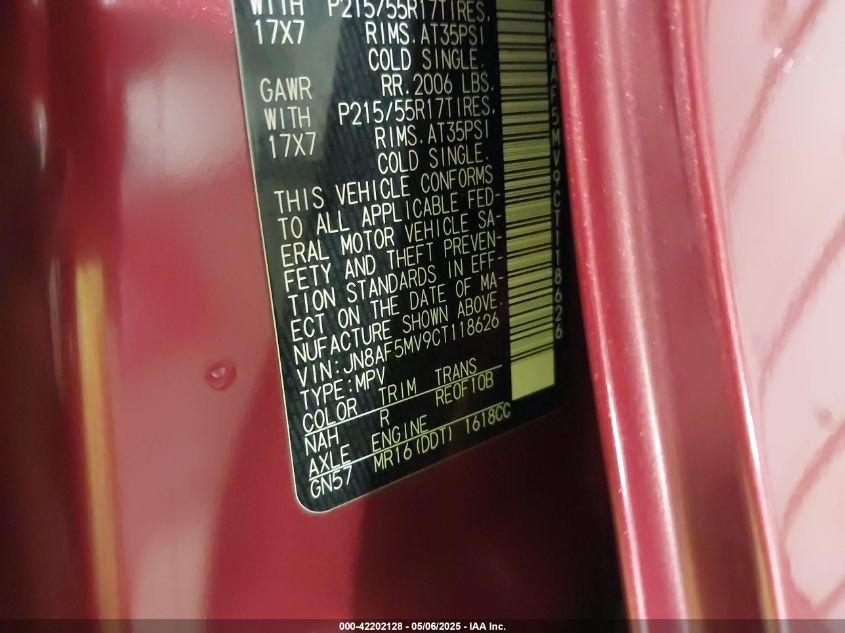 WITH P215/55R17TIRES,
17X7 RIMS.AT35PSI
COLD SINGLE.
GAWR RR.2006 LBS.
WITH P215/55R17TIRES,
17X7 RIMS.AT35PSI
COLD SINGLE.
THIS VEHICLE CONFORMS
TO ALL APPLICABLE FED-
ERAL MOTOR VEHICLE SA-
FETY AND THEFT PREVEN-
TION STANDARDS IN EFF-
ECT ON THE DATE OF MA-
NUFACTURE SHOWN ABOVE.
VIN:JN8AF5MV9CT118626
TYPE:MPV
COLOR TRIM TRANS
NAH R REOF10B
AXLE ENGINE
GN57 MR16(DDT) 1618CC
JN8AF5MV9CT118626
000-42202128 - 05/06/2025 - IAA Inc.